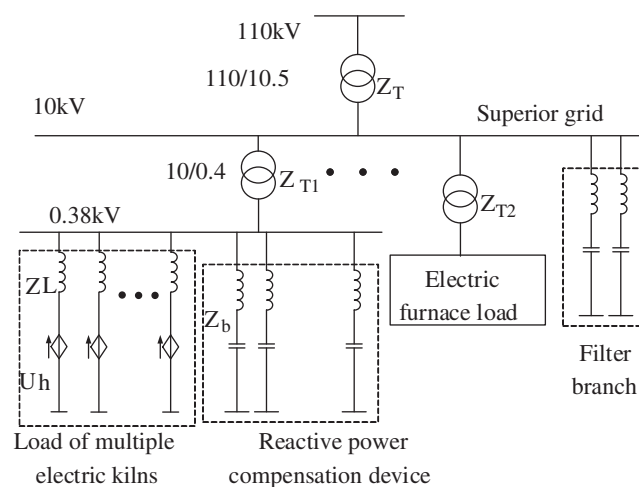 110kV
110/10.5
Z_T
10kV
Superior grid
10/0.4
Z_T1
Z_T2
0.38kV
ZL
Z_b
Electric
furnace load
Uh
Filter
branch
Load of multiple
electric kilns
Reactive power
compensation device